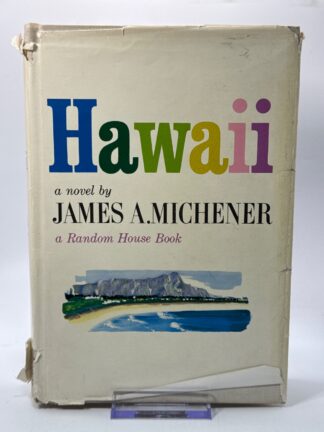 Hawaii
a novel by
JAMES A. MICHENER
a Random House Book